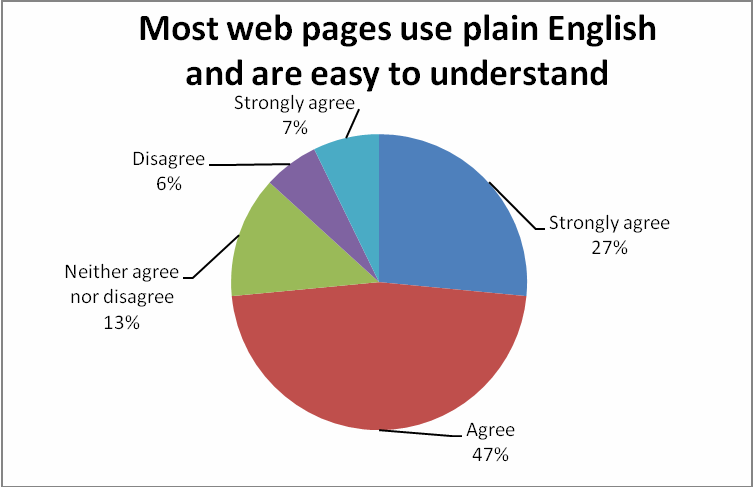 Most web pages use plain English
and are easy to understand
Strongly agree
7%
Disagree
6%
Strongly agree
27%
Neither agree
nor disagree
13%
Agree
47%